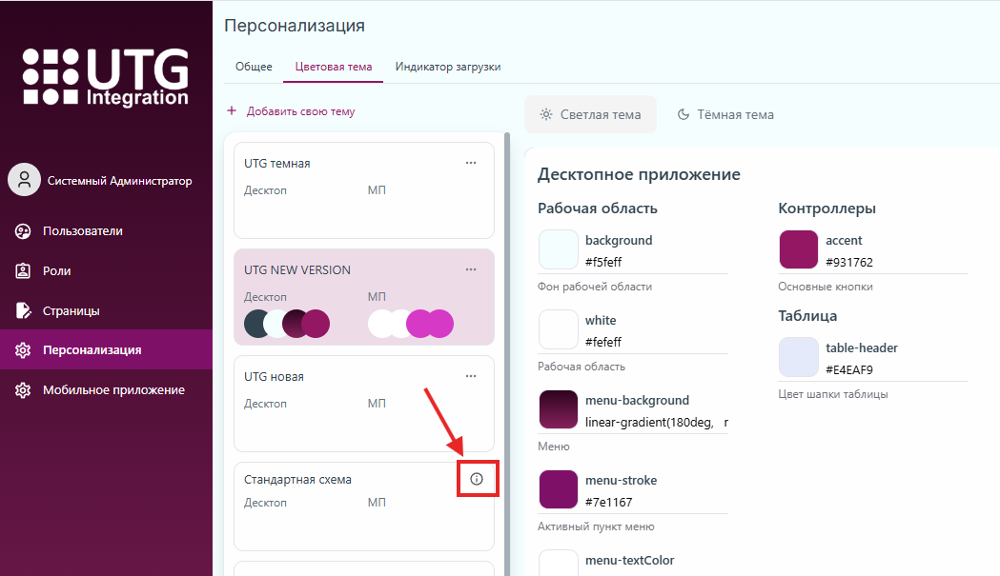 UTG
Integration
Системный Администратор
Пользователи
Роли
Страницы
Персонализация
Мобильное приложение
Персонализация
Общее
Цветовая тема
Индикатор загрузки
+ Добавить свою тему
UTG темная
Десктоп МП
UTG NEW VERSION
Десктоп МП
UTG новая
Десктоп МП
Стандартная схема
Десктоп МП
Светлая тема
Тёмная тема
Десктопное приложение
Рабочая область
background
#f5feff
Фон рабочей области
white
#fefeff
Рабочая область
menu-background
linear-gradient(180deg,
Меню
menu-stroke
#7e1167
Активный пункт меню
menu-textColor
Контроллеры
accent
#931762
Основные кнопки
Таблица
table-header
#E4EAF9
Цвет шапки таблицы